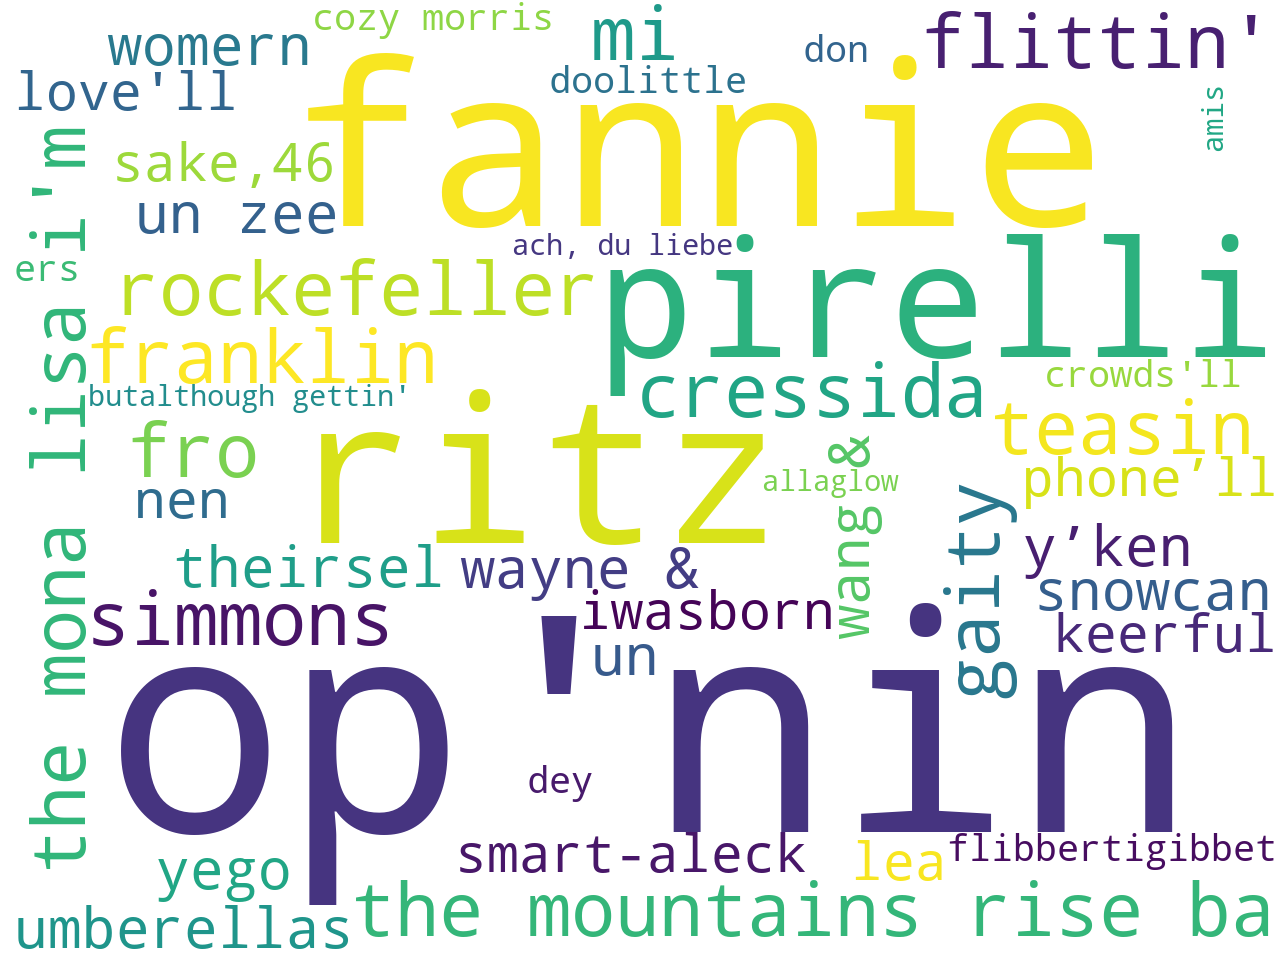 cozy morris
mi
don
flittin'
womern
doolittle
love'll
fannie
amis
sake,46
un zee
ach, du liebe
ers
rockefeller
pirelli
franklin
butalthough gettin'
cressida
crowds'll
the mona lisa i'm
fro
ritz
teasin
phone’ll
nen
allaglow
wang &
gaity
y’ken
theirsel
wayne &
snowcan
simmons
iwasborn
keerful
un
op'nin
dey
smart-aleck
flibbertigibbet
yego
lea
umberellas
the mountains rise ba